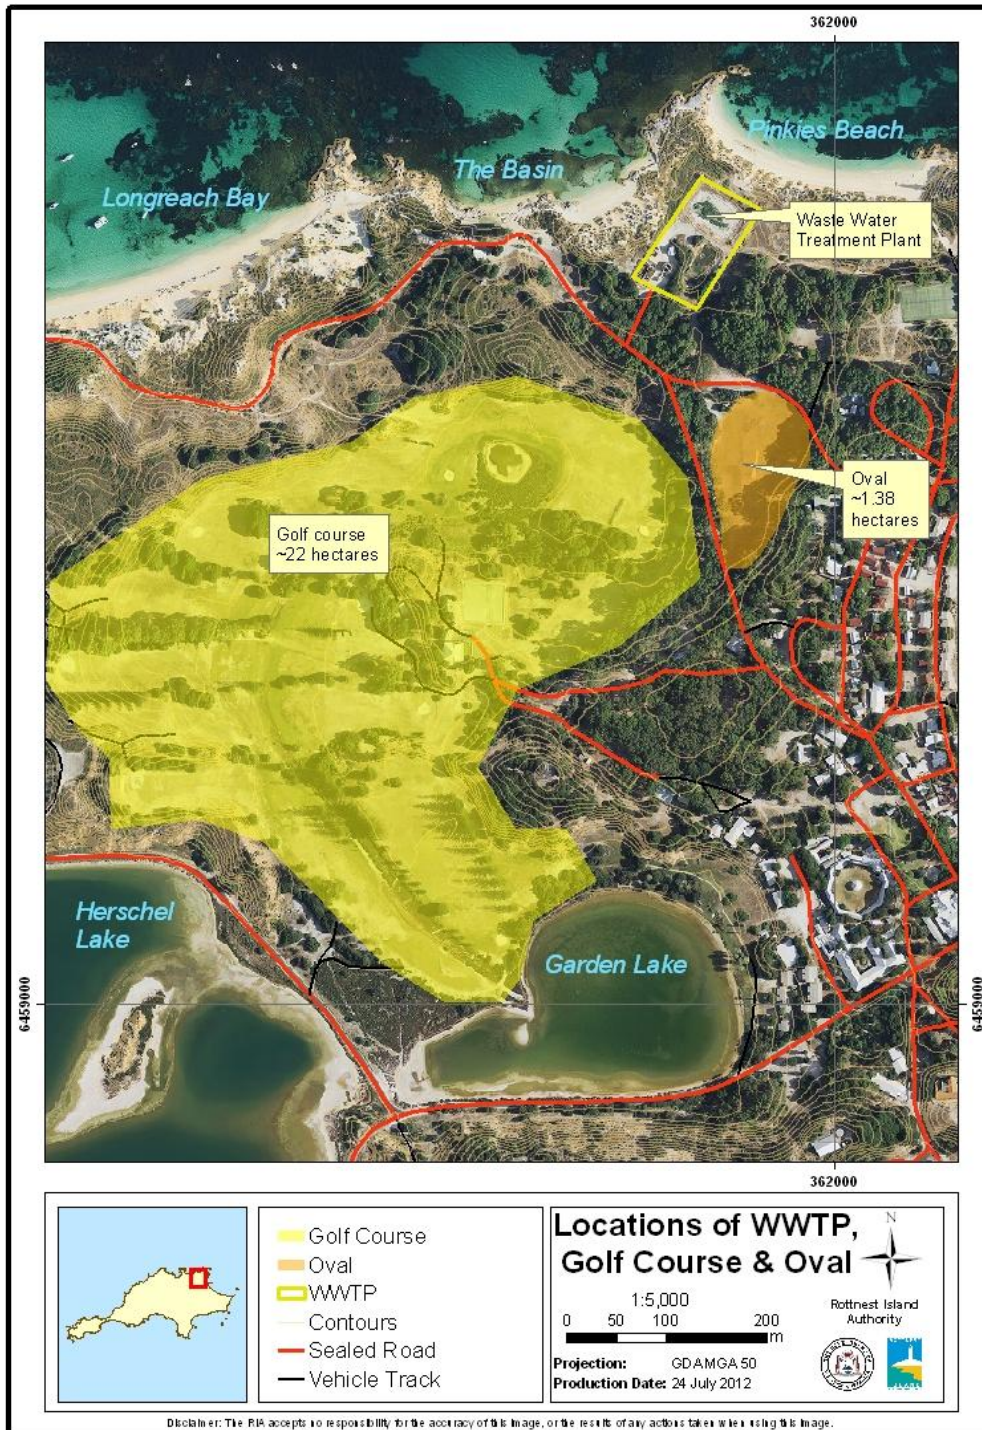 362000
Pinkies Beach
The Basin
Longreach Bay
Waste Water
Treatment Plant
Oval
~1.38
hectares
Golf course
~22 hectares
Herschel
Lake
Garden Lake
6459000
6459000
362000
Golf Course
Oval
WWTP
Contours
Sealed Road
Vehicle Track
Locations of WWTP,
Golf Course & Oval
N
1:5,000
0 50 100 200
m
Rottnest Island
Authority
Projection: GDAMGA50
Production Date: 24 July 2012
Disclaimer: The RIA accepts no responsibility for the accuracy of this image, or the results of any actions taken when using this image.